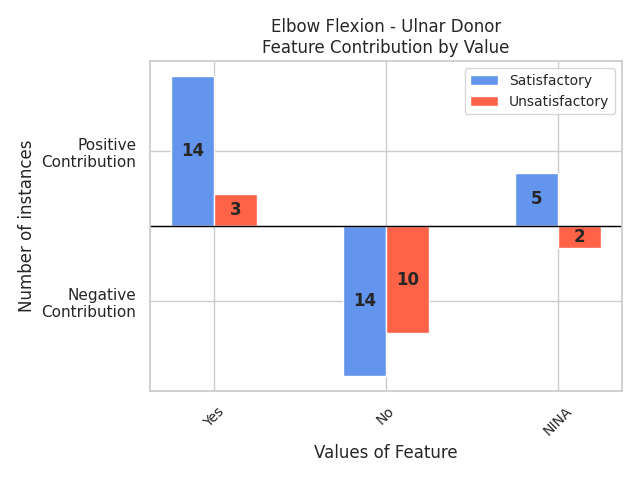 Elbow Flexion - Ulnar Donor
Feature Contribution by Value
Satisfactory
Unsatisfactory
Number of instances
Positive
Contribution
Negative
Contribution
14
3
14
10
5
2
Yes
No
NINA
Values of Feature